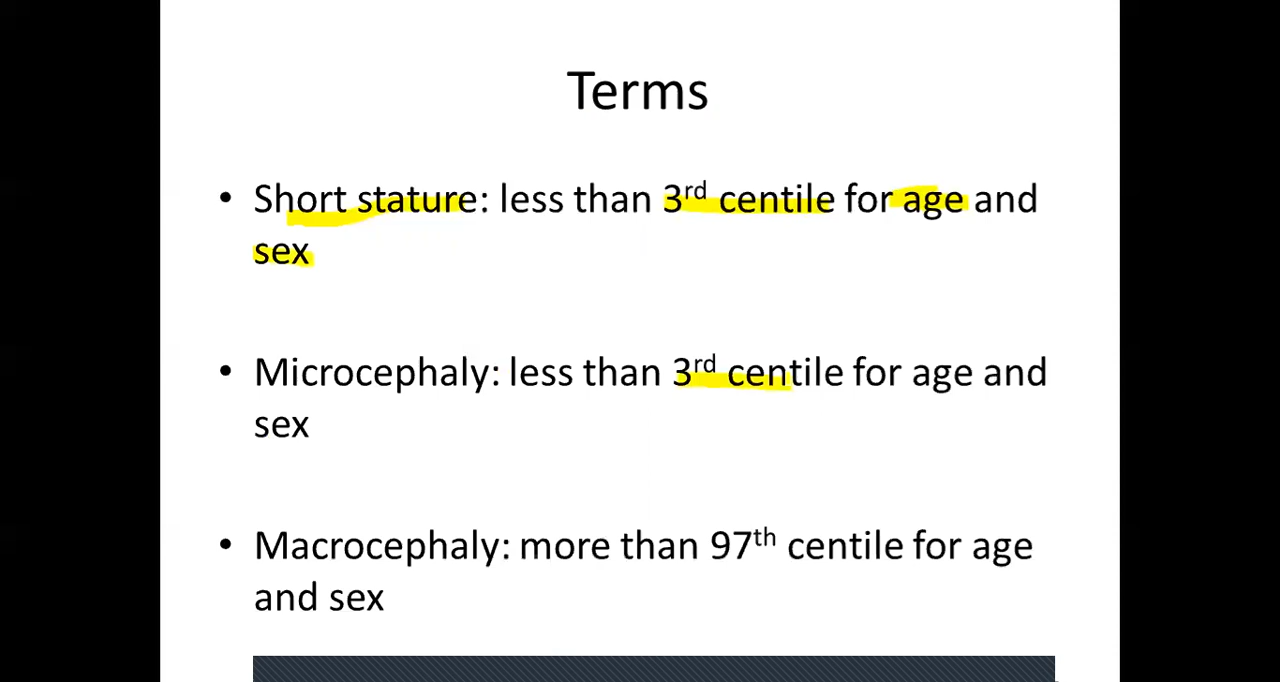 Terms
• Short stature: less than 3rd centile for age and
sex
• Microcephaly: less than 3rd centile for age and
sex
• Macrocephaly: more than 97th centile for age
and sex